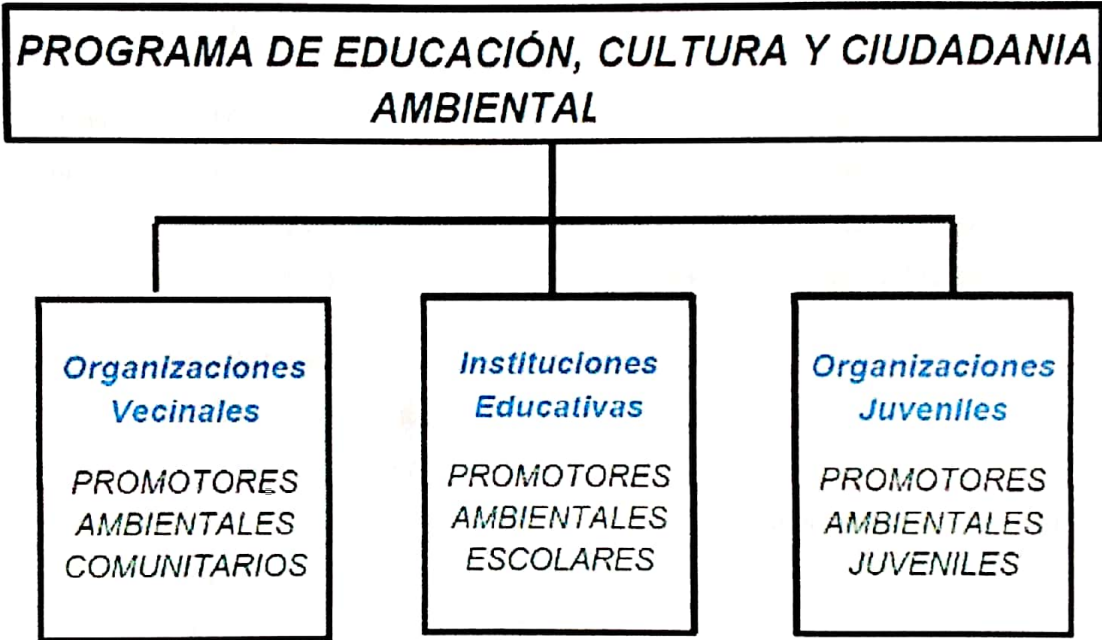 PROGRAMA DE EDUCACIÓN, CULTURA Y CIUDADANIA
AMBIENTAL
Organizaciones
Vecinales
PROMOTORES
AMBIENTALES
COMUNITARIOS
Instituciones
Educativas
PROMOTORES
AMBIENTALES
ESCOLARES
Organizaciones
Juveniles
PROMOTORES
AMBIENTALES
JUVENILES